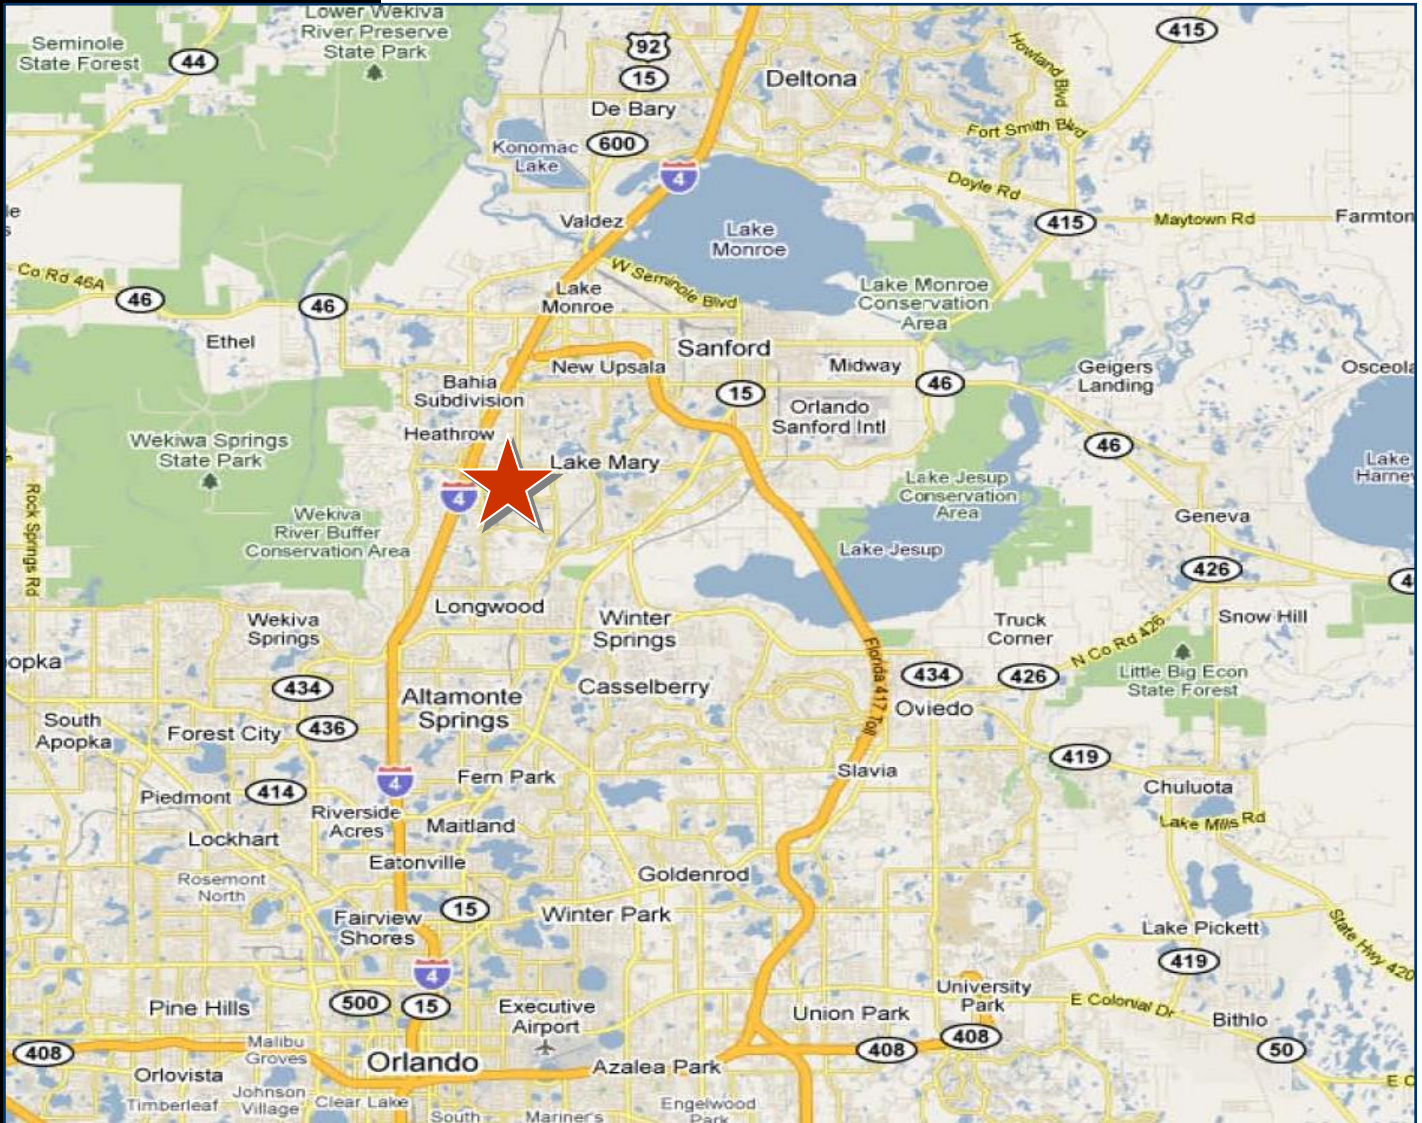 Lower Wekiva
River Preserve
State Park
Seminole
State Forest
44
92
15
De Bary
600
Konomac
Lake
Deltona
415
Howland Blvd
Fort Smith Blvd
Doyle Rd
4
Valdez
Lake
Monroe
415
Maytown Rd
Farmton
Co Rd 46A
46
46
W Seminole Blvd
Lake
Monroe
Lake Monroe
Conservation
Area
Ethel
Sanford
New Upsala
Midway
46
Geigers
Landing
Osceola
Bahia
Subdivision
15
Orlando
Sanford Intl
Heathrow
Wekiwa Springs
State Park
Lake Mary
46
Lake
Harney
4
Lake Jesup
Conservation
Area
Rock Springs Rd
Wekiva
River Buffer
Conservation Area
Geneva
Lake Jesup
426
Longwood
Wekiva
Springs
Winter
Springs
Truck
Corner
N Co Rd 426
Snow Hill
opka
Florida 417 Toll
434
426
Little Big Econ
State Forest
434
Altamonte
Springs
Casselberry
Oviedo
South
Apopka
Forest City
436
419
4
Fern Park
Slavia
Chuluota
Piedmont
414
Riverside
Acres
Maitland
Lake Mills Rd
Lockhart
Eatonville
Rosemont
North
Goldenrod
Fairview
Shores
15
Winter Park
Lake Pickett
State Hwy 420
419
4
University
Park
Pine Hills
500
15
Executive
Airport
Union Park
E Colonial Dr
Bithlo
408
Malibu
Groves
Orlando
408
408
50
Orlovista
Azalea Park
Timberleaf
Johnson
Village
Clear Lake
South
Mariner's
Engelwood
Park